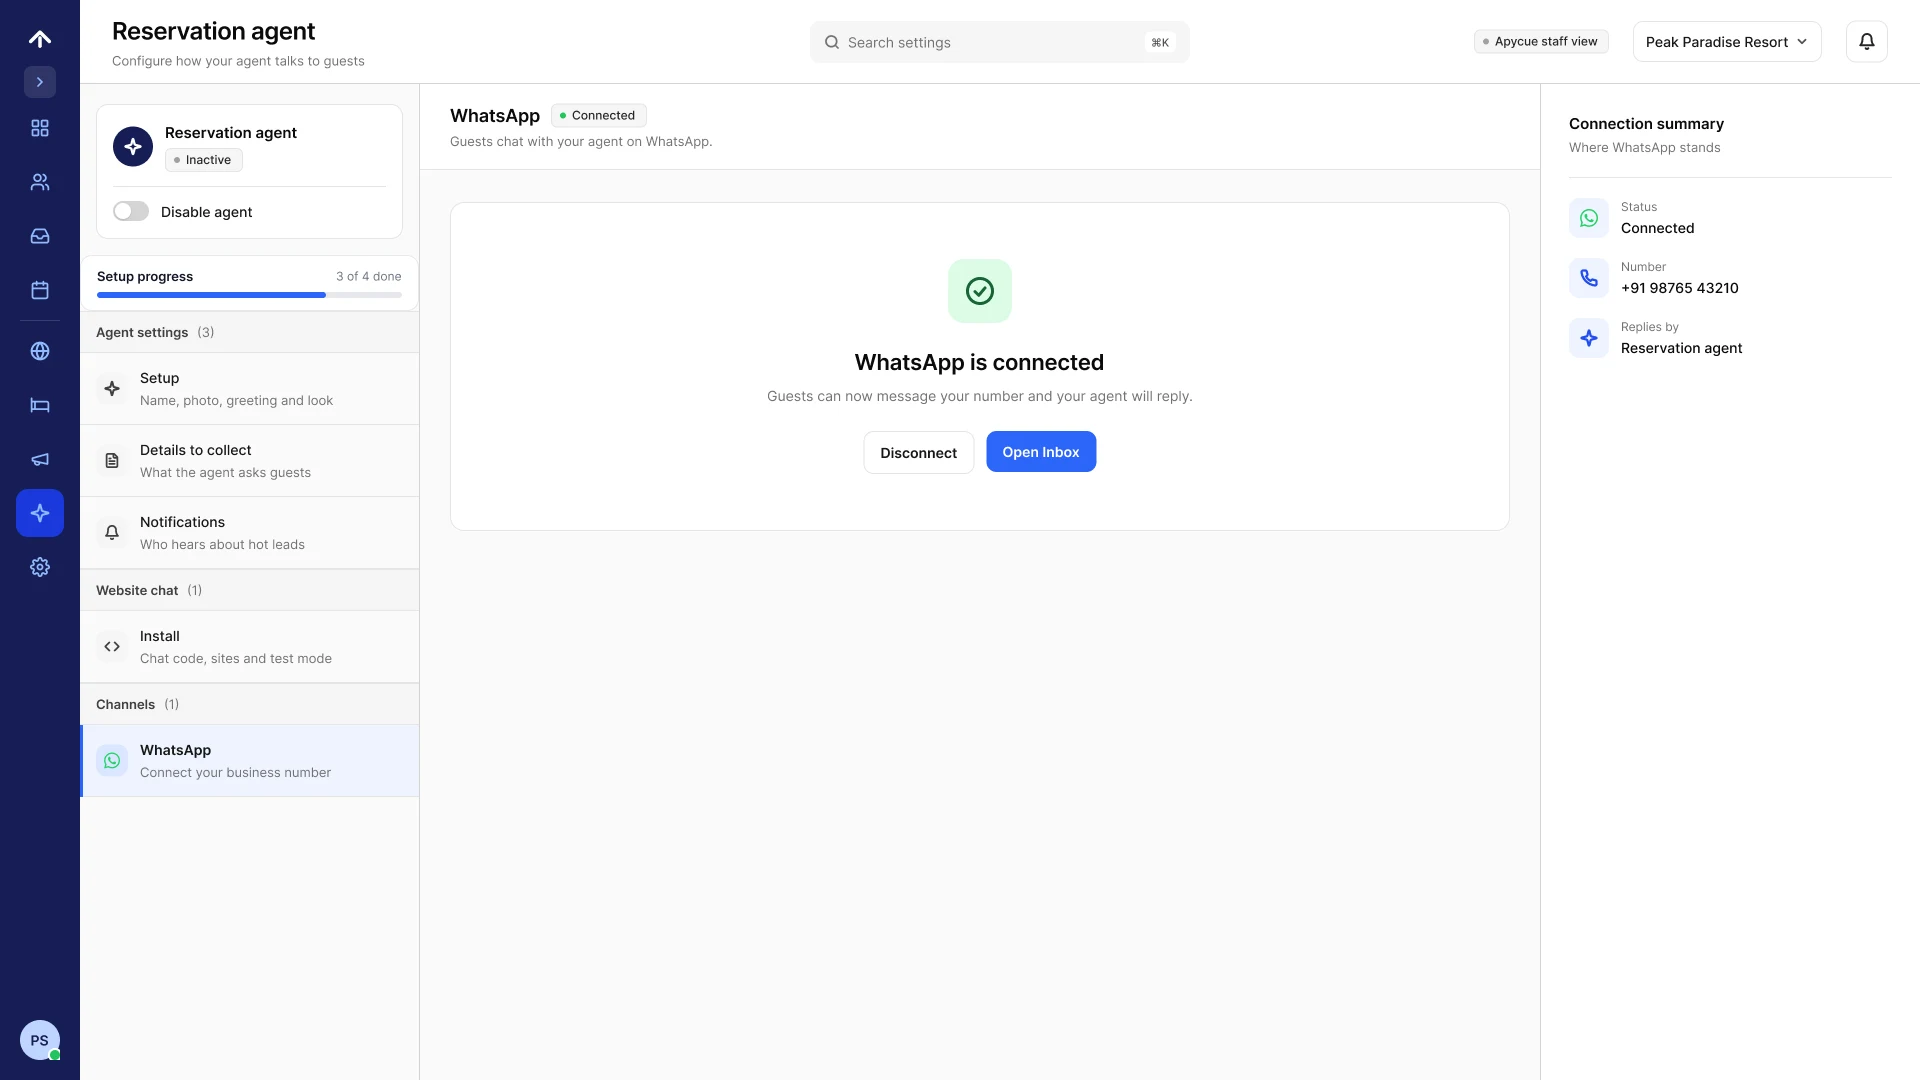 Reservation agent
Configure how your agent talks to guests
Search settings
⌘K
Apycue staff view
Peak Paradise Resort
Reservation agent
Inactive
Disable agent
Setup progress
3 of 4 done
Agent settings (3)
Setup
Name, photo, greeting and look
Details to collect
What the agent asks guests
Notifications
Who hears about hot leads
Website chat (1)
Install
Chat code, sites and test mode
Channels (1)
WhatsApp
Connect your business number
PS
WhatsApp
Connected
Guests chat with your agent on WhatsApp.
WhatsApp is connected
Guests can now message your number and your agent will reply.
Disconnect
Open Inbox
Connection summary
Where WhatsApp stands
Status
Connected
Number
+91 98765 43210
Replies by
Reservation agent